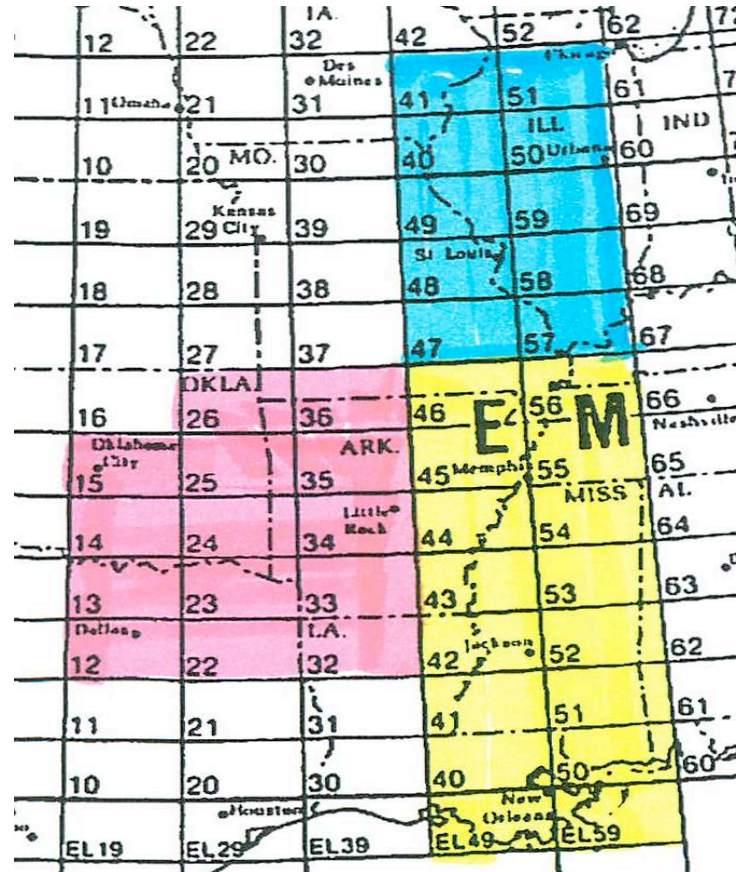 IA.
12 22 32 42 52 62 72
Des
Moines Chicago
11 Omaha 21 31 41 51 61
ILL IND
10 20 MO. 30 40 50 Urbana 60
Kansas
City
19 29 39 49 59 69
St Louis
18 28 38 48 58 68
17 27 37 47 57 67
OKLA
16 26 36 46 E 56 M 66
Oklahoma
City ARK. Nashville
15 25 35 45 Memphi 55 65
MISS AL
Little
Rock
14 24 34 44 54 64
13 23 33 43 53 63
Dallas LA.
Jackson
12 22 32 42 52 62
11 21 31 41 51 61
10 20 30 40 50 60
Houston New
Orleans
EL19 EL29 EL39 EL49 EL59